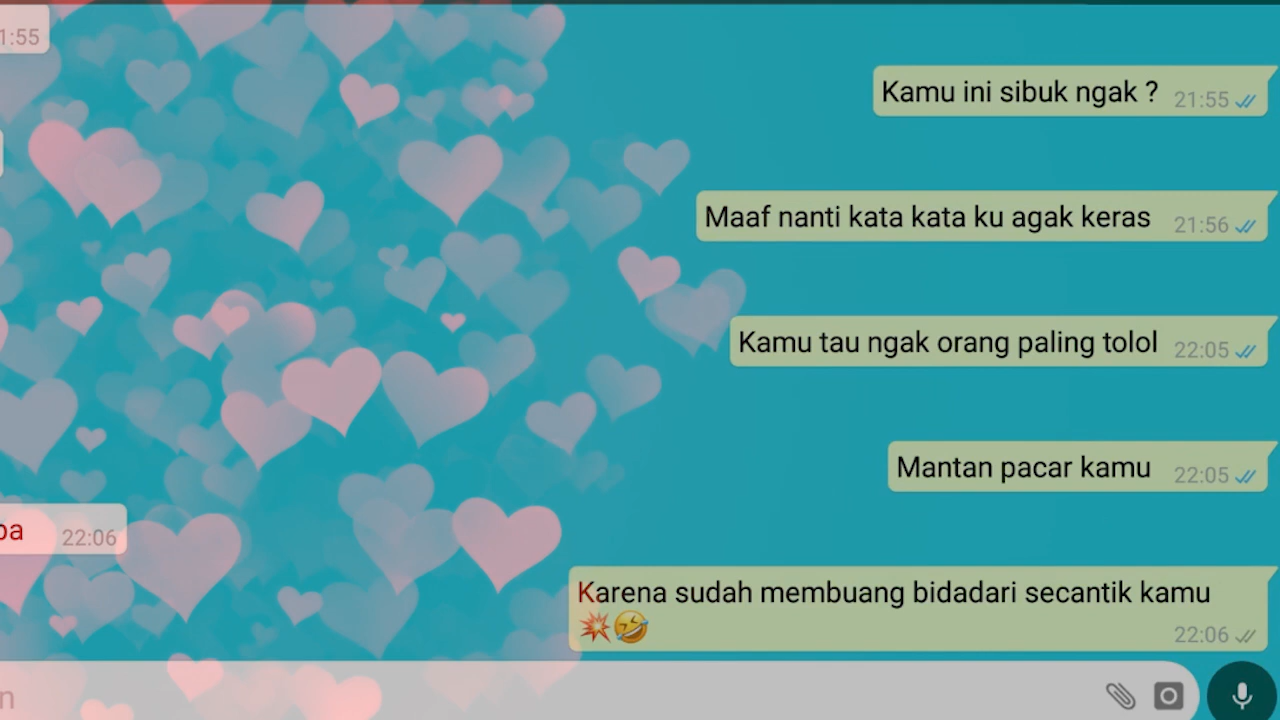 1:55
Kamu ini sibuk ngak ? 21:55
Maaf nanti kata kata ku agak keras 21:56
Kamu tau ngak orang paling tolol 22:05
Mantan pacar kamu 22:05
22:06
Karena sudah membuang bidadari secantik kamu
💥🤣 22:06